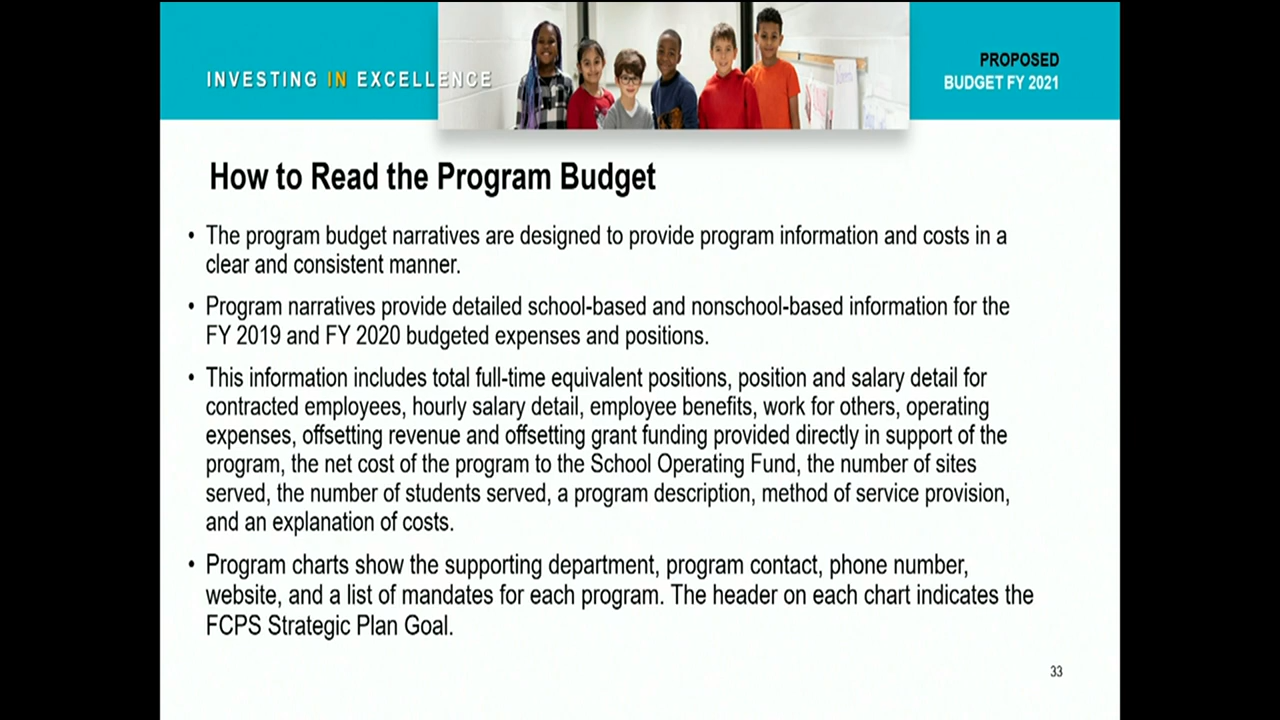 INVESTING IN EXCELLENCE
PROPOSED
BUDGET FY 2021
How to Read the Program Budget
• The program budget narratives are designed to provide program information and costs in a
clear and consistent manner.
• Program narratives provide detailed school-based and nonschool-based information for the
FY 2019 and FY 2020 budgeted expenses and positions.
• This information includes total full-time equivalent positions, position and salary detail for
contracted employees, hourly salary detail, employee benefits, work for others, operating
expenses, offsetting revenue and offsetting grant funding provided directly in support of the
program, the net cost of the program to the School Operating Fund, the number of sites
served, the number of students served, a program description, method of service provision,
and an explanation of costs.
• Program charts show the supporting department, program contact, phone number,
website, and a list of mandates for each program. The header on each chart indicates the
FCPS Strategic Plan Goal.
33